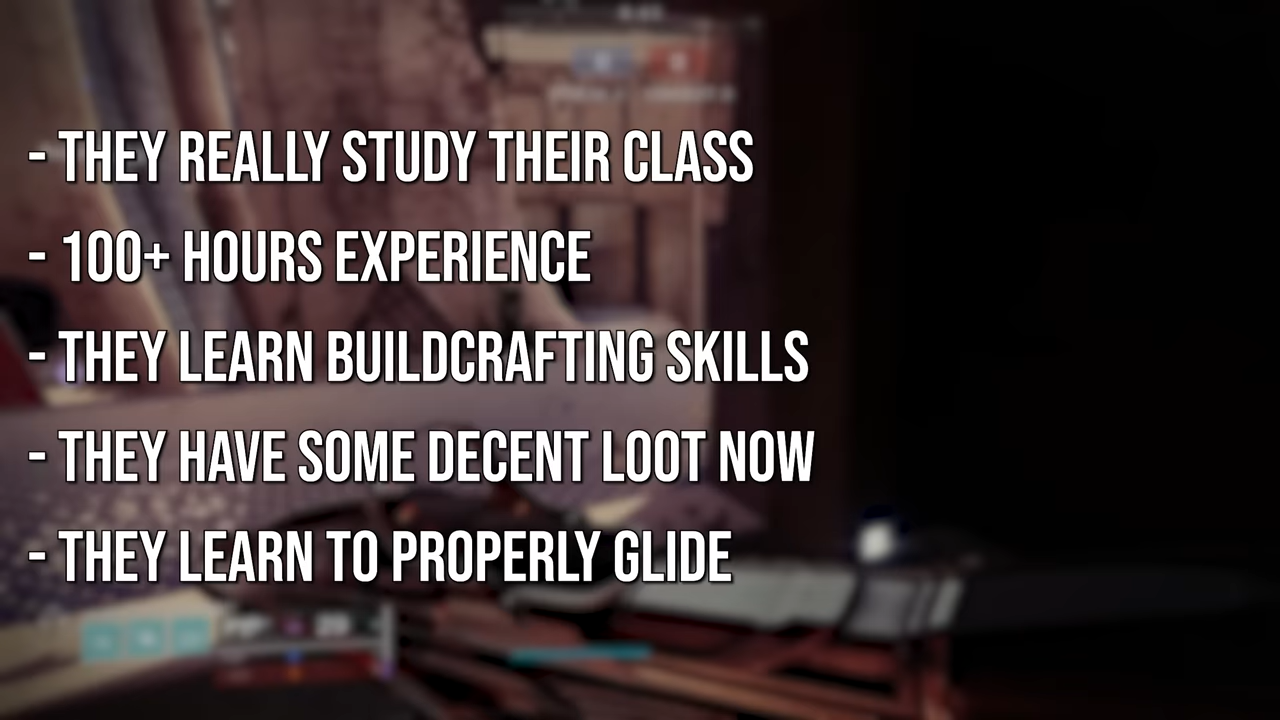 - THEY REALLY STUDY THEIR CLASS
- 100+ HOURS EXPERIENCE
- THEY LEARN BUILDCRAFTING SKILLS
- THEY HAVE SOME DECENT LOOT NOW
- THEY LEARN TO PROPERLY GLIDE